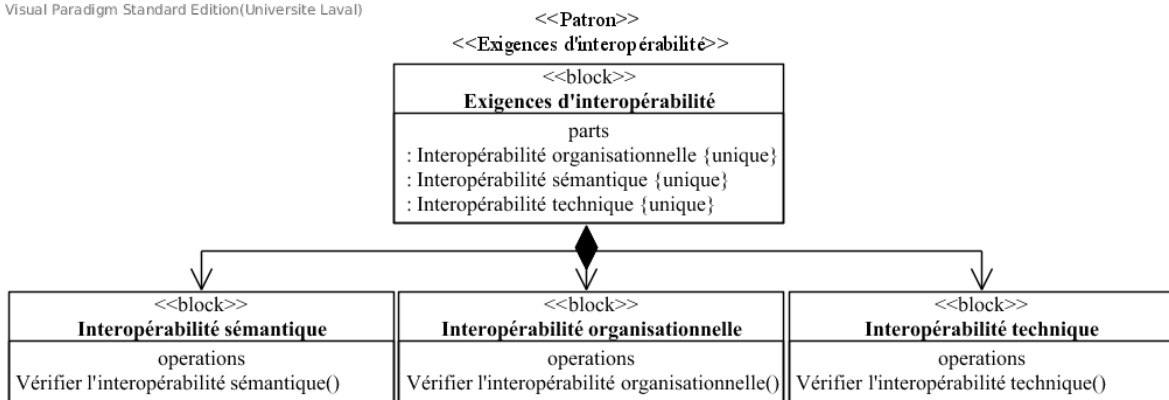 Visual Paradigm Standard Edition(Universite Laval)
<<Patron>>
<<Exigences d'interopérabilité>>
<<block>>
Exigences d'interopérabilité
parts
: Interopérabilité organisationnelle {unique}
: Interopérabilité sémantique {unique}
: Interopérabilité technique {unique}
<<block>>
Interopérabilité sémantique
operations
Vérifier l'interopérabilité sémantique()
<<block>>
Interopérabilité organisationnelle
operations
Vérifier l'interopérabilité organisationnelle()
<<block>>
Interopérabilité technique
operations
Vérifier l'interopérabilité technique()